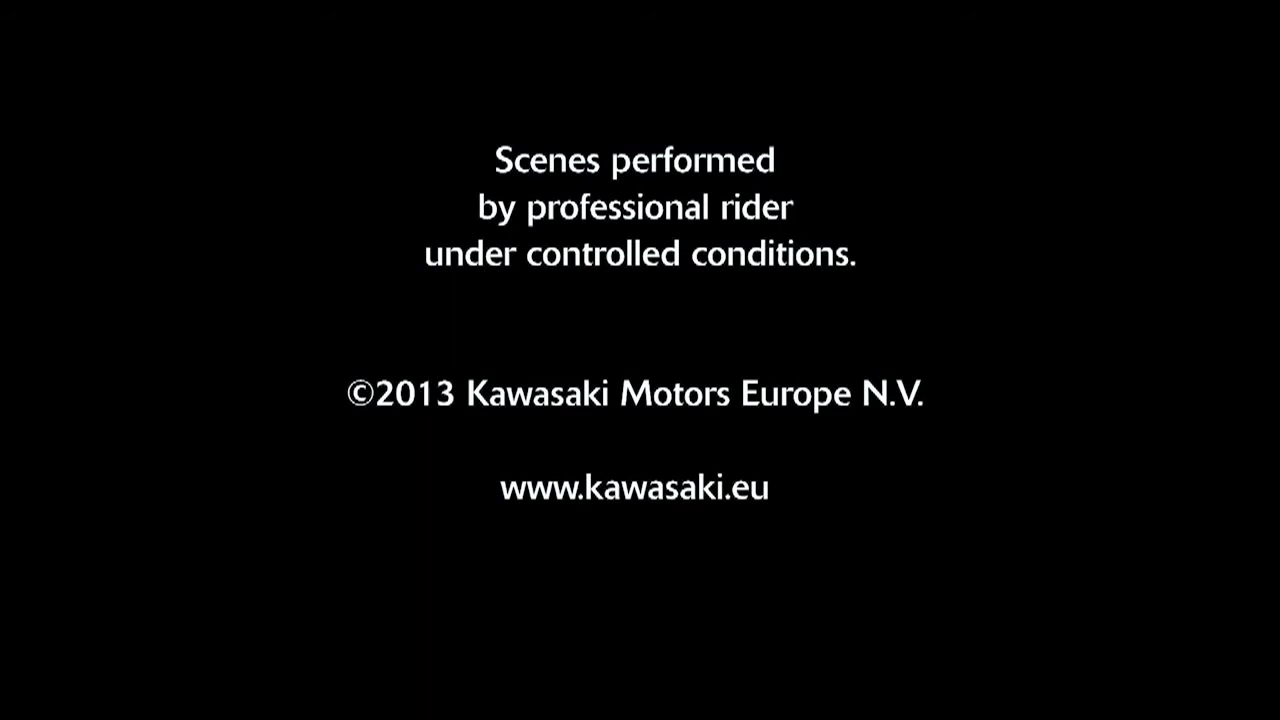 Scenes performed
by professional rider
under controlled conditions.
©2013 Kawasaki Motors Europe N.V.
www.kawasaki.eu